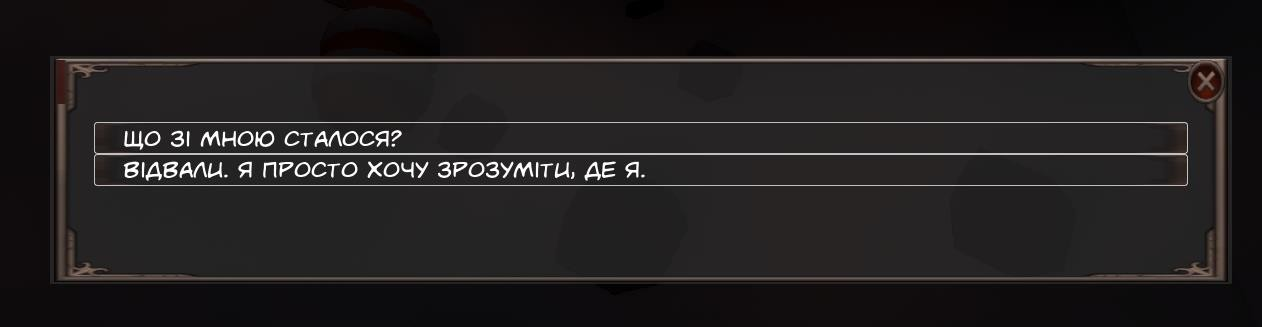 ЩО ЗІ МНОЮ СТАЛОСЯ?
ВІДВАЛИ. Я ПРОСТО ХОЧУ ЗРОЗУМІТИ, ДЕ Я.